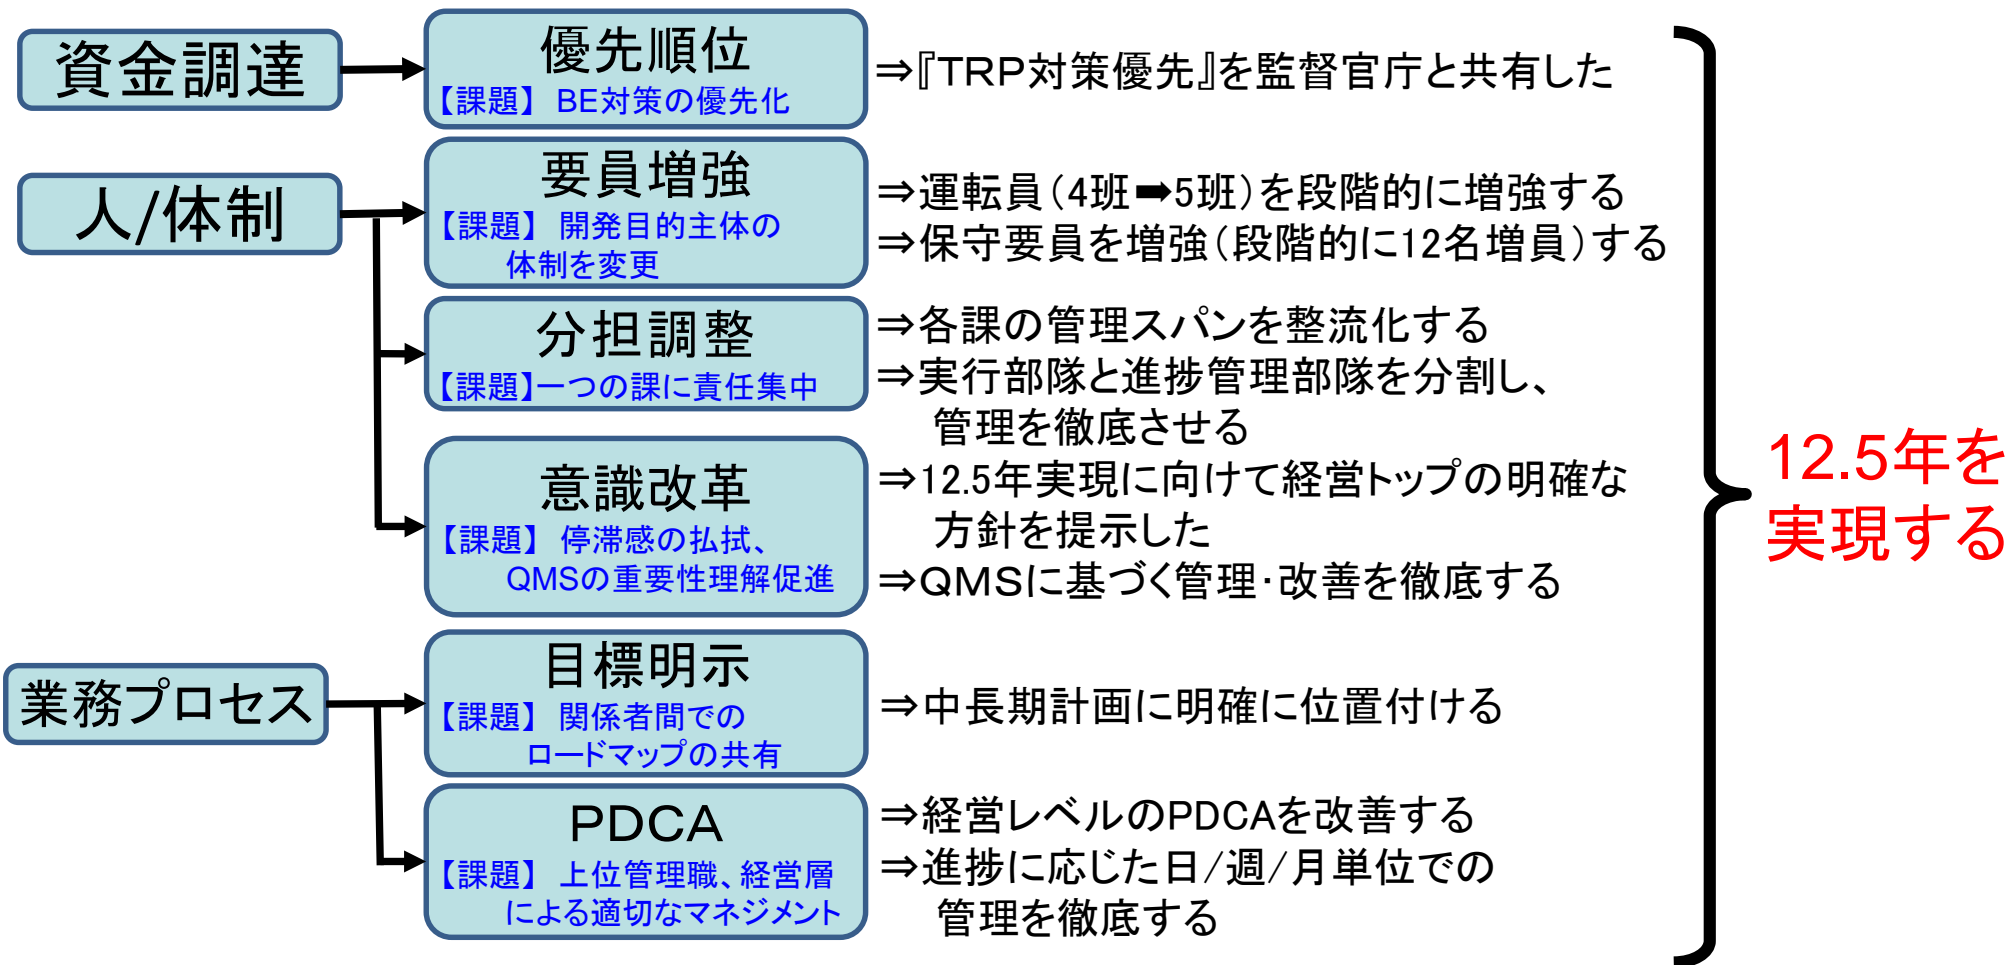 資金調達
優先順位
【課題】 BE対策の優先化
⇒『TRP対策優先』を監督官庁と共有した
人/体制
要員増強
【課題】 開発目的主体の
体制を変更
⇒運転員(4班➡5班)を段階的に増強する
⇒保守要員を増強(段階的に12名増員)する
分担調整
【課題】一つの課に責任集中
⇒各課の管理スパンを整流化する
⇒実行部隊と進捗管理部隊を分割し、
管理を徹底させる
意識改革
【課題】 停滞感の払拭、
QMSの重要性理解促進
⇒12.5年実現に向けて経営トップの明確な
方針を提示した
⇒QMSに基づく管理・改善を徹底する
業務プロセス
目標明示
【課題】 関係者間での
ロードマップの共有
⇒中長期計画に明確に位置付ける
PDCA
【課題】 上位管理職、経営層
による適切なマネジメント
⇒経営レベルのPDCAを改善する
⇒進捗に応じた日/週/月単位での
管理を徹底する
12.5年を
実現する